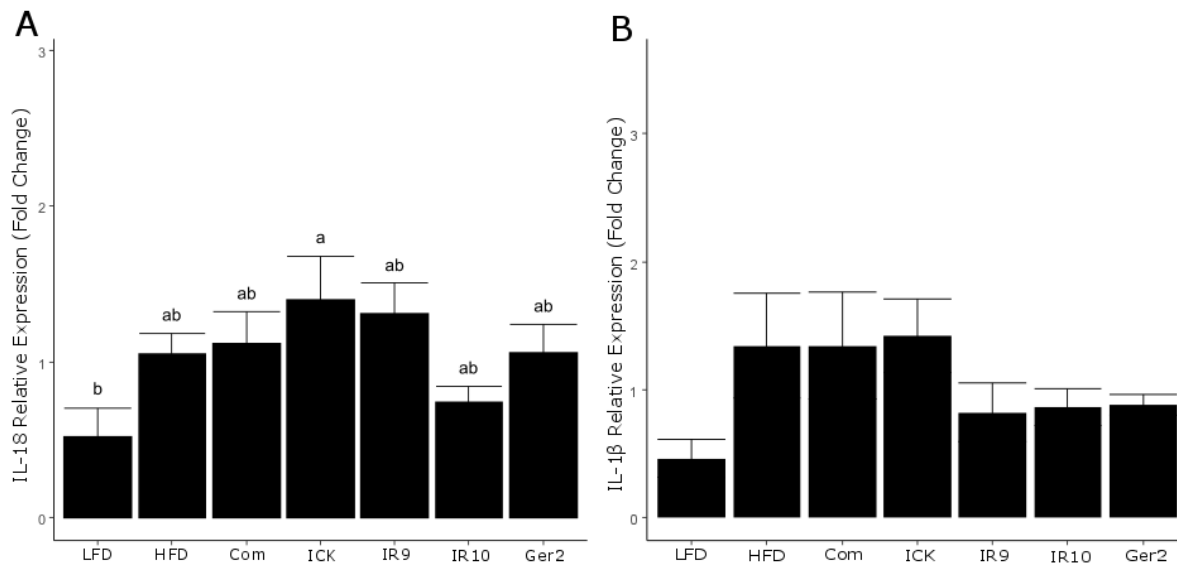 A
IL-18 Relative Expression (Fold Change)
3
2
1
0
b
ab
ab
a
ab
ab
ab
LFD HFD Com ICK IR9 IR10 Ger2
B
IL-1β Relative Expression (Fold Change)
3
2
1
0
LFD HFD Com ICK IR9 IR10 Ger2